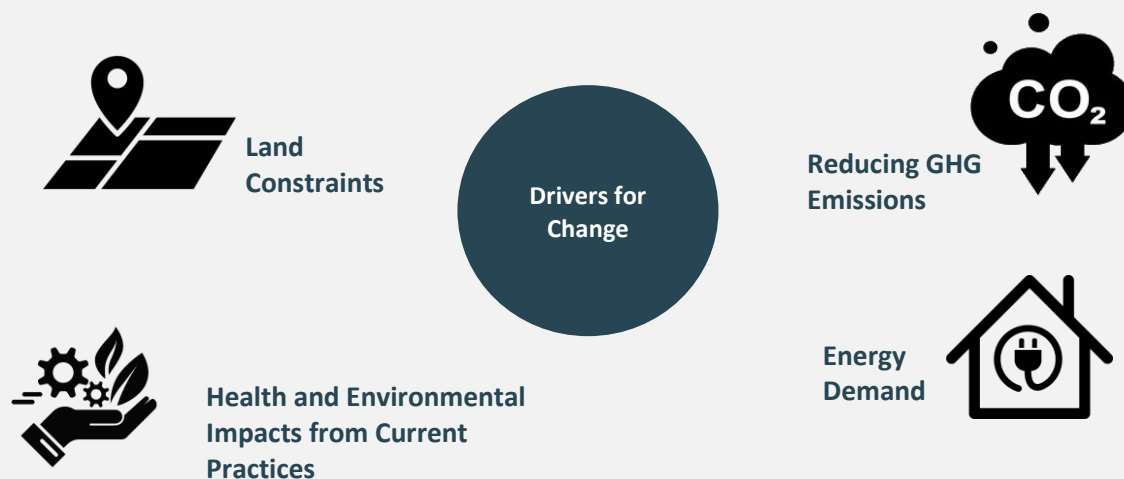 Land
Constraints
Drivers for
Change
CO₂
Reducing GHG
Emissions
Health and Environmental
Impacts from Current
Practices
Energy
Demand